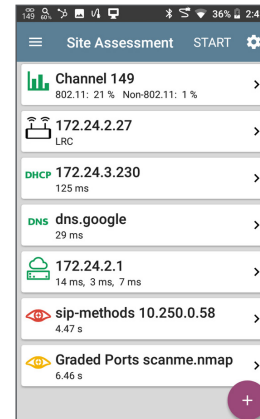 149 60% 36% 2:4
Site Assessment START
Channel 149
802.11: 21 % Non-802.11: 1 %
172.24.2.27
LRC
DHCP 172.24.3.230
125 ms
DNS dns.google
29 ms
172.24.2.1
14 ms, 3 ms, 7 ms
sip-methods 10.250.0.58
4.47 s
Graded Ports scanme.nmap
6.46 s
+